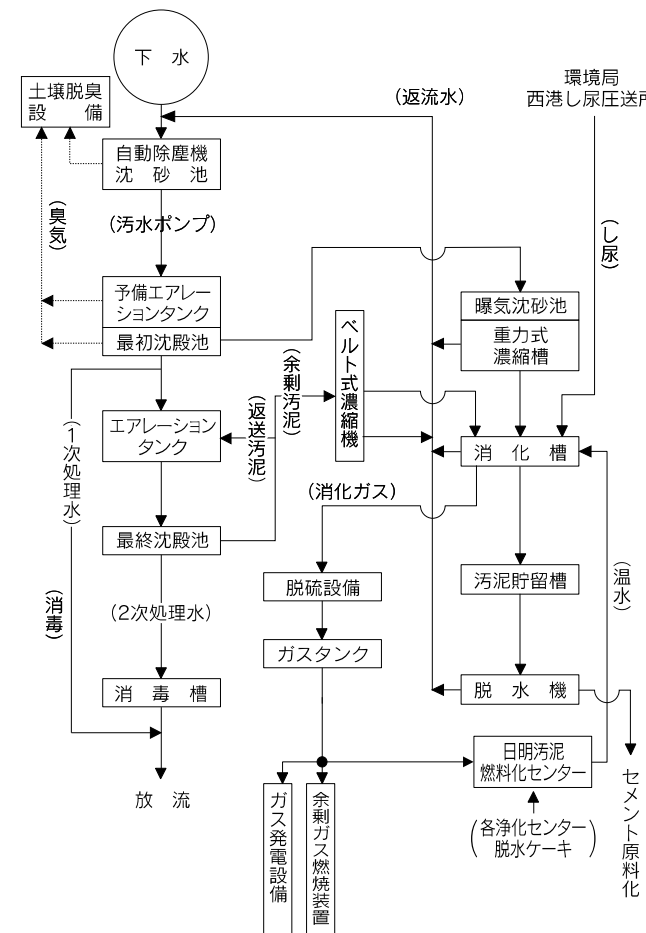 下水
土壌脱臭
設備
環境局
西港し尿圧送所
(返流水)
自動除塵機
沈砂池
(臭気)
(汚水ポンプ)
(し尿)
予備エアレー
ションタンク
最初沈殿池
曝気沈砂池
重力式
濃縮槽
ベルト式濃縮機
(余剰汚泥)
(返送汚泥)
エアレーション
タンク
(1次処理水)
消化槽
(消化ガス)
最終沈殿池
脱硫設備
汚泥貯留槽
(温水)
(消毒)
(2次処理水)
ガスタンク
消毒槽
脱水機
日明汚泥
燃料化センター
放流
ガス発電設備
余剰ガス燃焼装置
(各浄化センター
脱水ケーキ)
セメント原料化